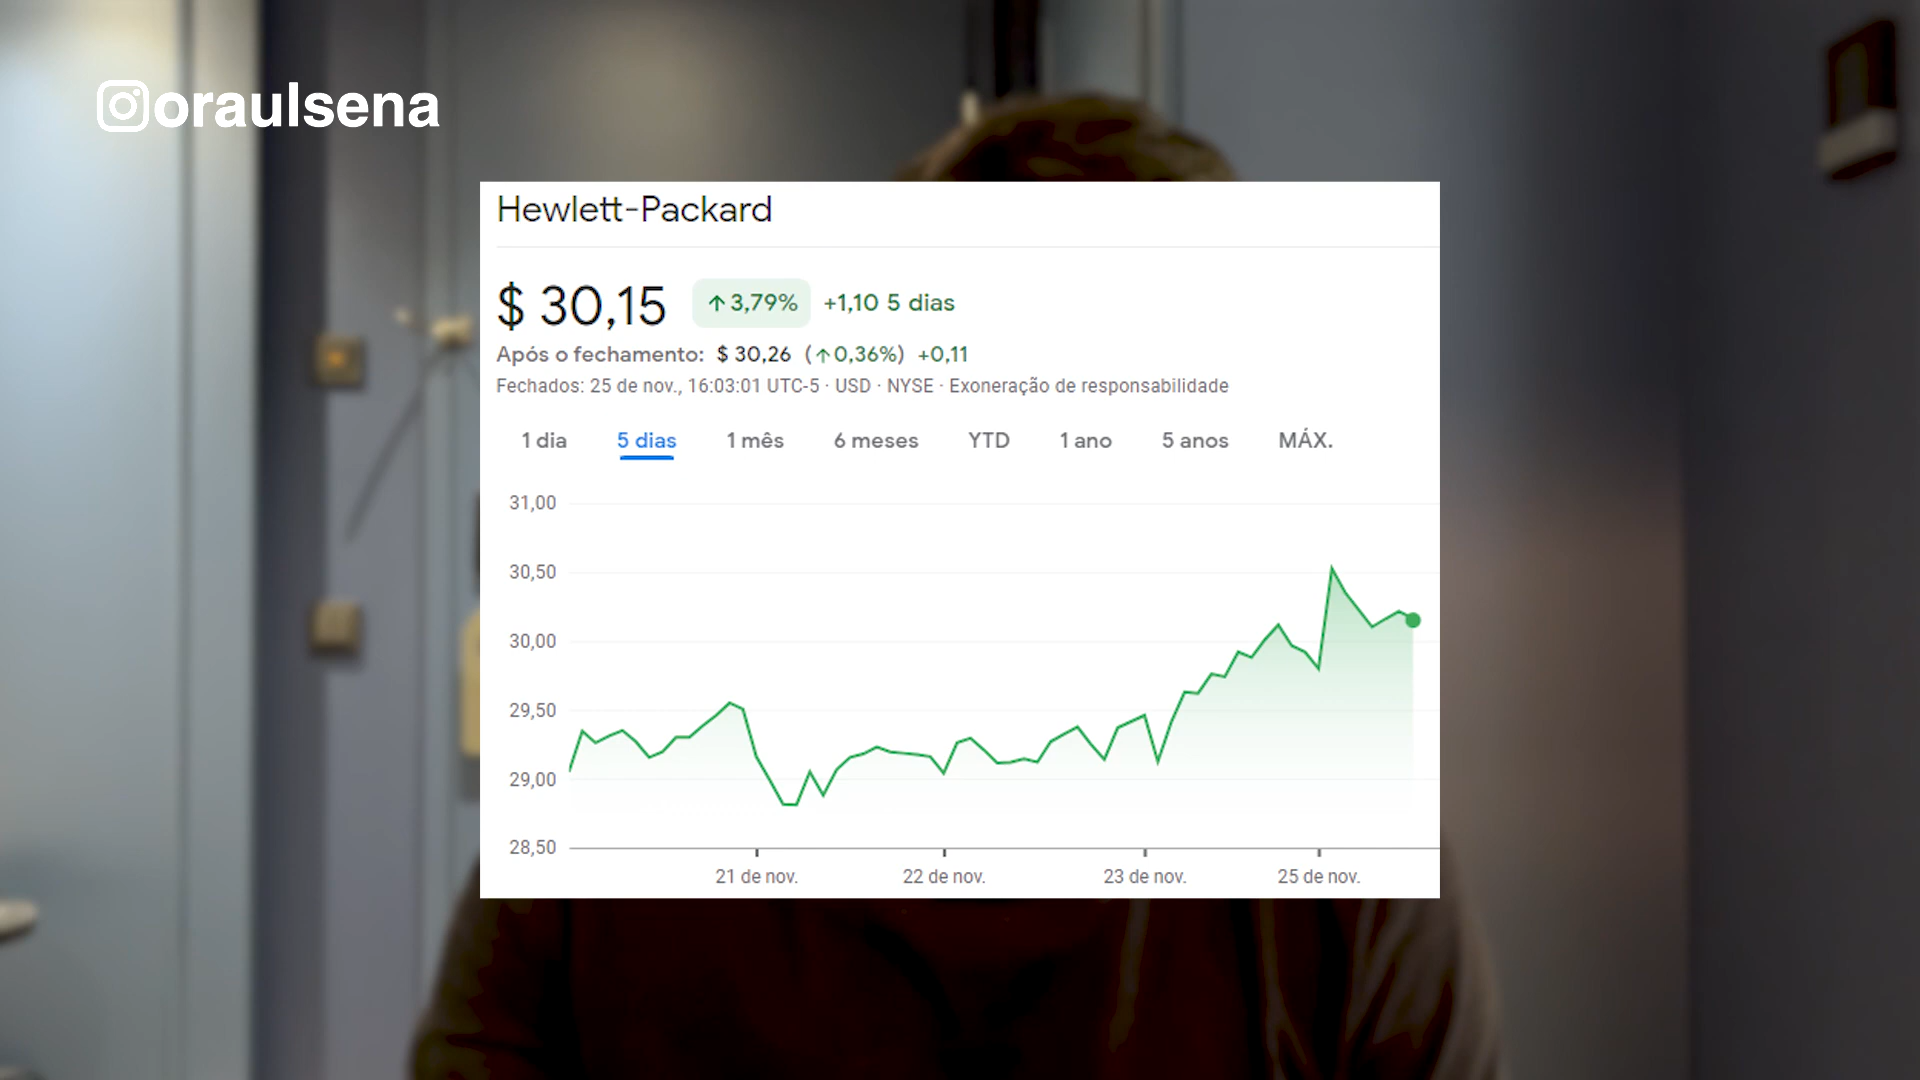 oraulsena
Hewlett-Packard
$ 30,15 ↑3,79% +1,10 5 dias
Após o fechamento: $ 30,26 (↑0,36%) +0,11
Fechados: 25 de nov., 16:03:01 UTC-5 · USD · NYSE · Exoneração de responsabilidade
1 dia 5 dias 1 mês 6 meses YTD 1 ano 5 anos MÁX.
31,00
30,50
30,00
29,50
29,00
28,50
21 de nov. 22 de nov. 23 de nov. 25 de nov.